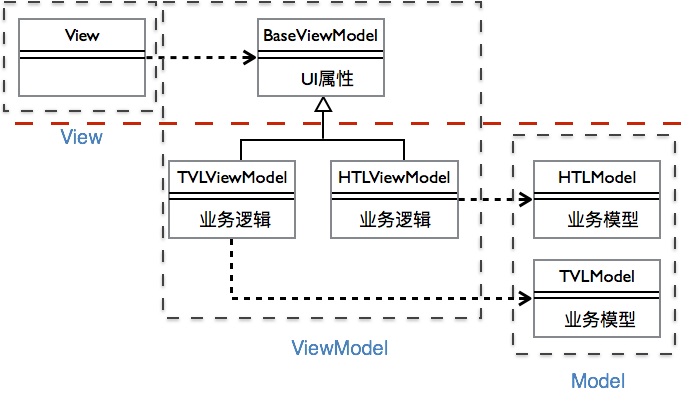 View
BaseViewModel
UI属性
View
TVLViewModel
业务逻辑
HTLViewModel
业务逻辑
HTLModel
业务模型
TVLModel
业务模型
ViewModel
Model